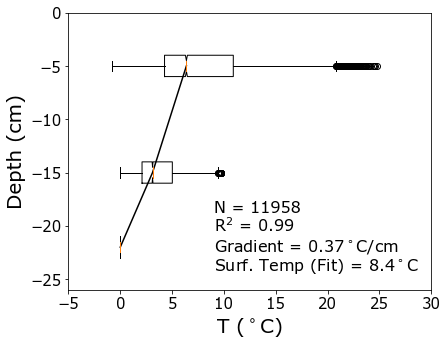 0
−5
−10
−15
−20
−25
Depth (cm)
N = 11958
R² = 0.99
Gradient = 0.37°C/cm
Surf. Temp (Fit) = 8.4°C
−5 0 5 10 15 20 25 30
T (°C)